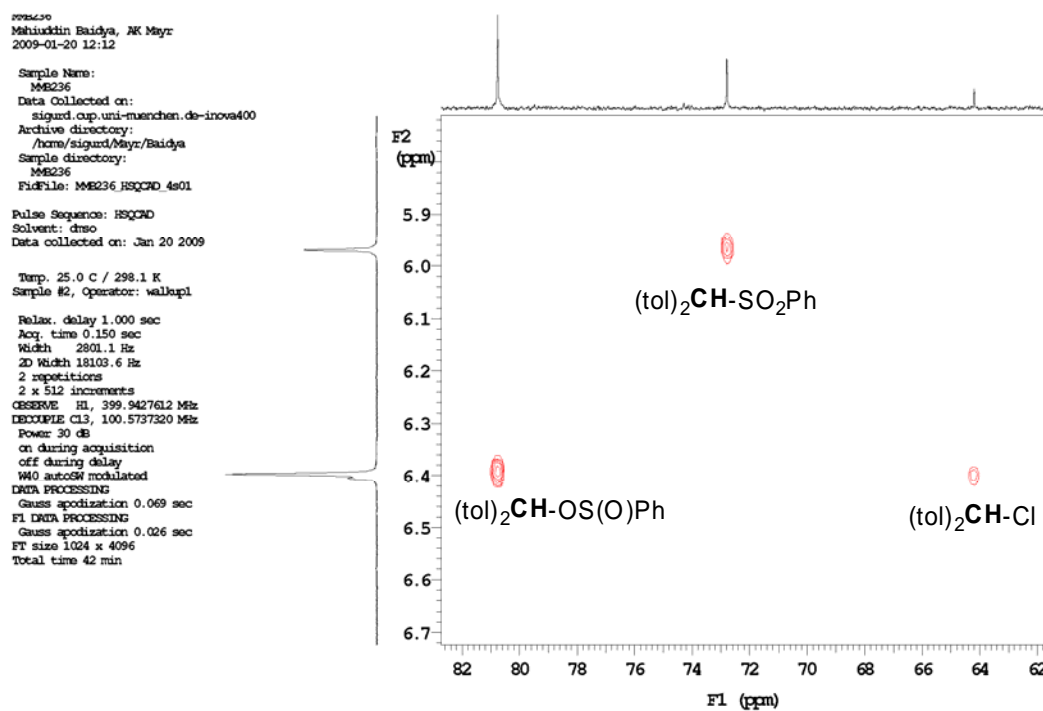 MMB236
Mahiuddin Baidya, AK Mayr
2009-01-20 12:12
Sample Name:
MMB236
Data Collected on:
sigurd.cup.uni-muenchen.de-inova400
Archive directory:
/home/sigurd/Mayr/Baidya
Sample directory:
MMB236
FidFile: MMB236_HSQCAD_4s01
Pulse Sequence: HSQCAD
Solvent: dmso
Data collected on: Jan 20 2009
Temp. 25.0 C / 298.1 K
Sample #2, Operator: walkup1
Relax. delay 1.000 sec
Acq. time 0.150 sec
Width 2801.1 Hz
2D Width 18103.6 Hz
2 repetitions
2 x 512 increments
OBSERVE H1, 399.9427612 MHz
DECOUPLE C13, 100.5737320 MHz
Power 30 dB
on during acquisition
off during delay
W40_autoSW modulated
DATA PROCESSING
Gauss apodization 0.069 sec
F1 DATA PROCESSING
Gauss apodization 0.026 sec
FT size 1024 x 4096
Total time 42 min
F2
(ppm)
5.9
6.0
6.1
6.2
6.3
6.4
6.5
6.6
6.7
(tol)₂CH-SO₂Ph
(tol)₂CH-OS(O)Ph
(tol)₂CH-Cl
82 80 78 76 74 72 70 68 66 64 62
F1 (ppm)